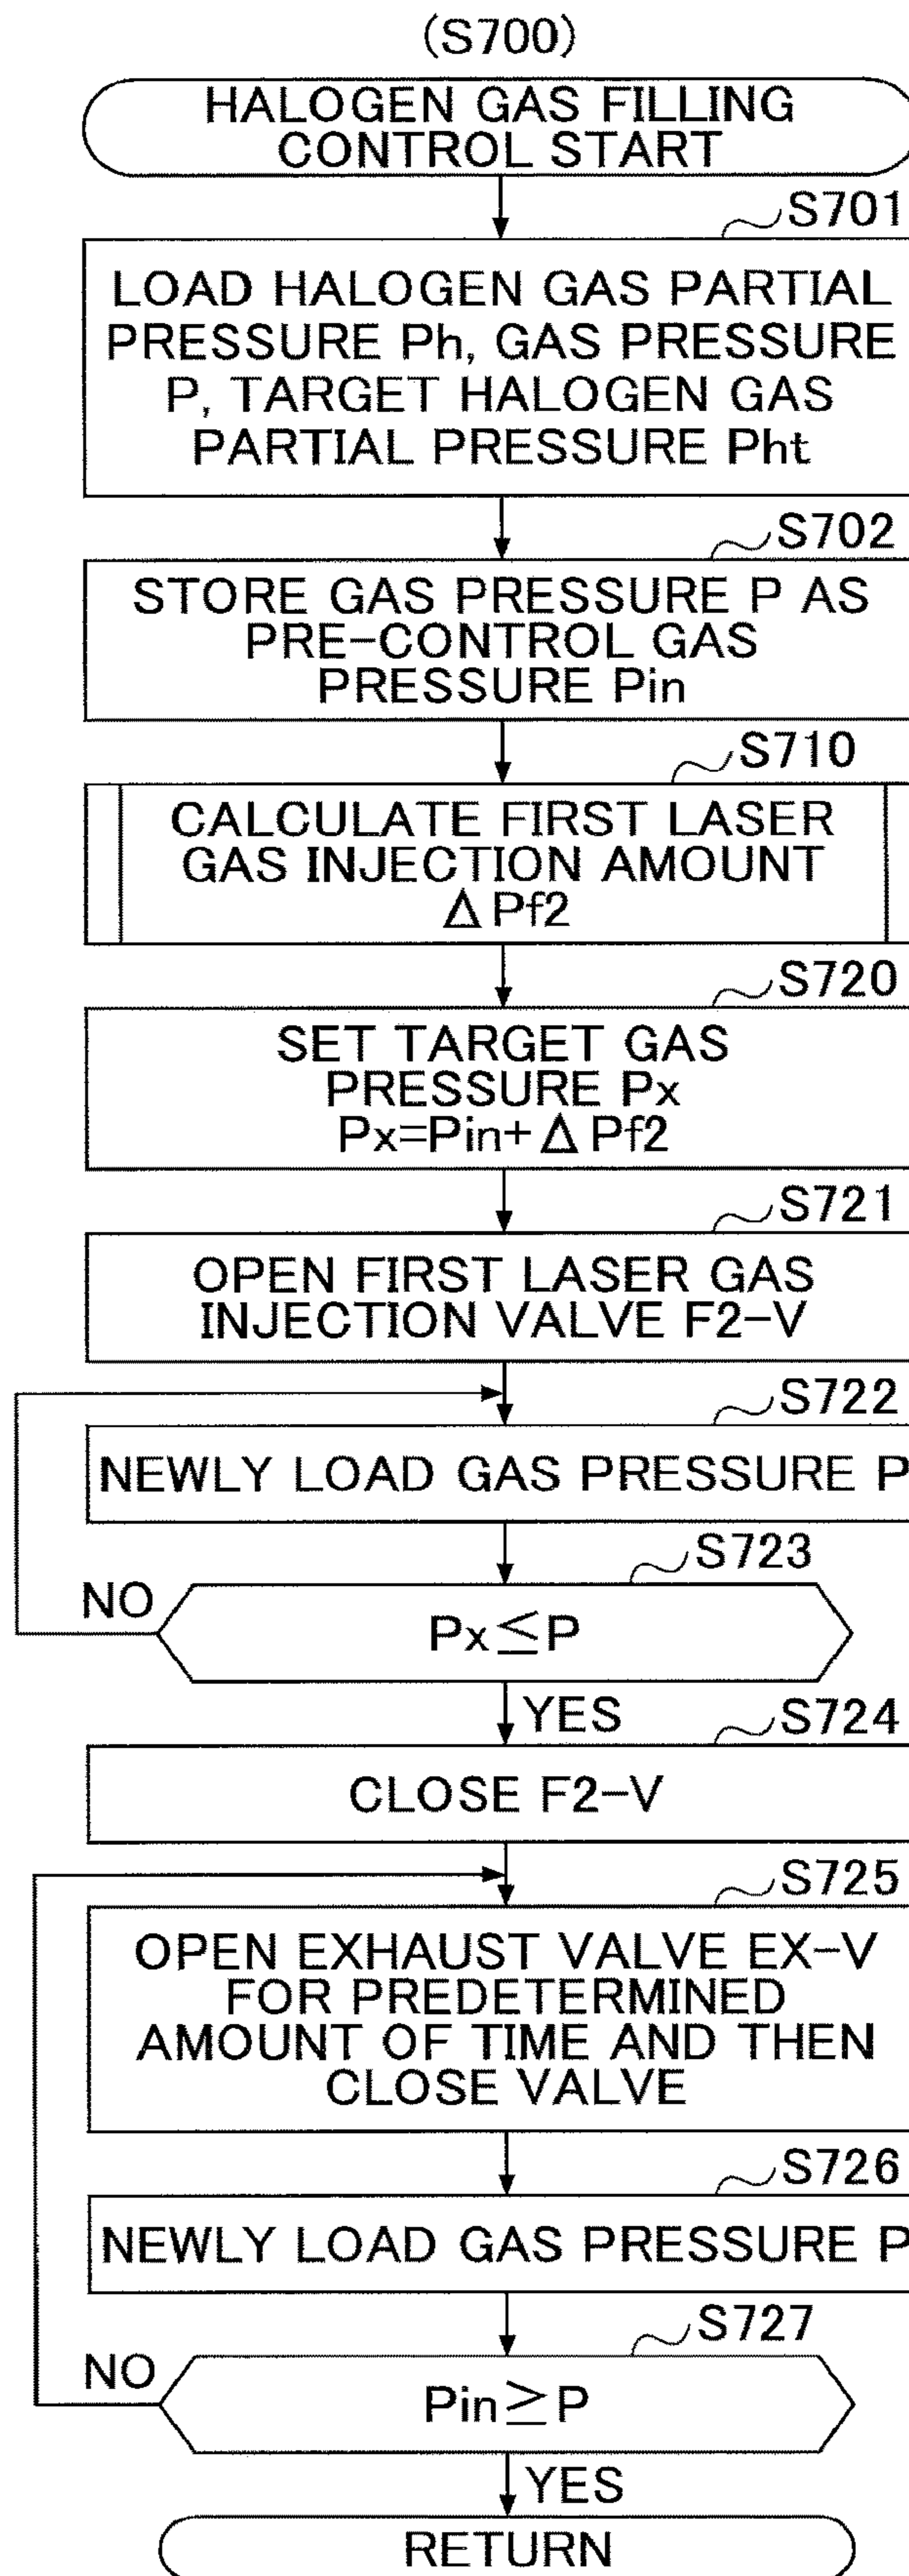 (S700)
HALOGEN GAS FILLING
CONTROL START
S701
LOAD HALOGEN GAS PARTIAL
PRESSURE Ph, GAS PRESSURE
P, TARGET HALOGEN GAS
PARTIAL PRESSURE Pht
S702
STORE GAS PRESSURE P AS
PRE-CONTROL GAS
PRESSURE Pin
S710
CALCULATE FIRST LASER
GAS INJECTION AMOUNT
Δ Pf2
S720
SET TARGET GAS
PRESSURE Px
Px=Pin+ Δ Pf2
S721
OPEN FIRST LASER GAS
INJECTION VALVE F2-V
S722
NEWLY LOAD GAS PRESSURE P
S723
NO
Px≦P
YES
S724
CLOSE F2-V
S725
OPEN EXHAUST VALVE EX-V
FOR PREDETERMINED
AMOUNT OF TIME AND THEN
CLOSE VALVE
S726
NEWLY LOAD GAS PRESSURE P
S727
NO
Pin≧P
YES
RETURN